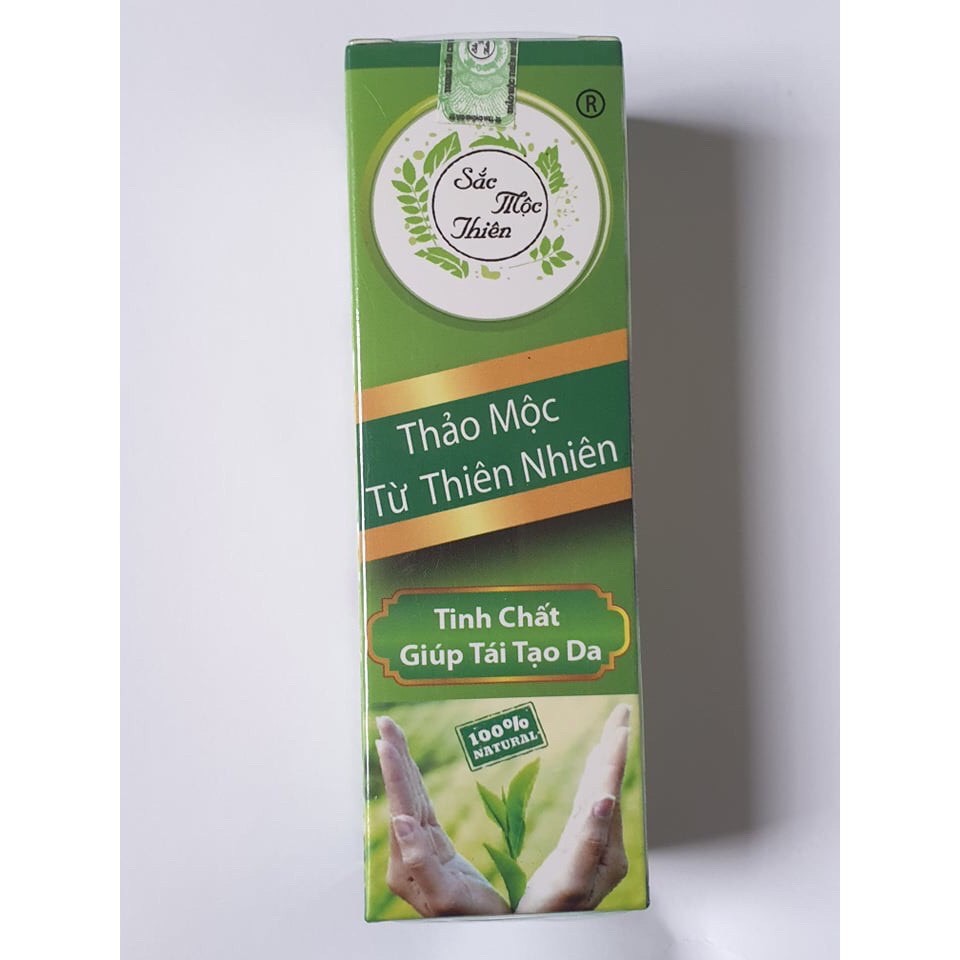 ®
Sắc
Mộc
Thiên
Thảo Mộc
Từ Thiên Nhiên
Tinh Chất
Giúp Tái Tạo Da
100%
NATURAL